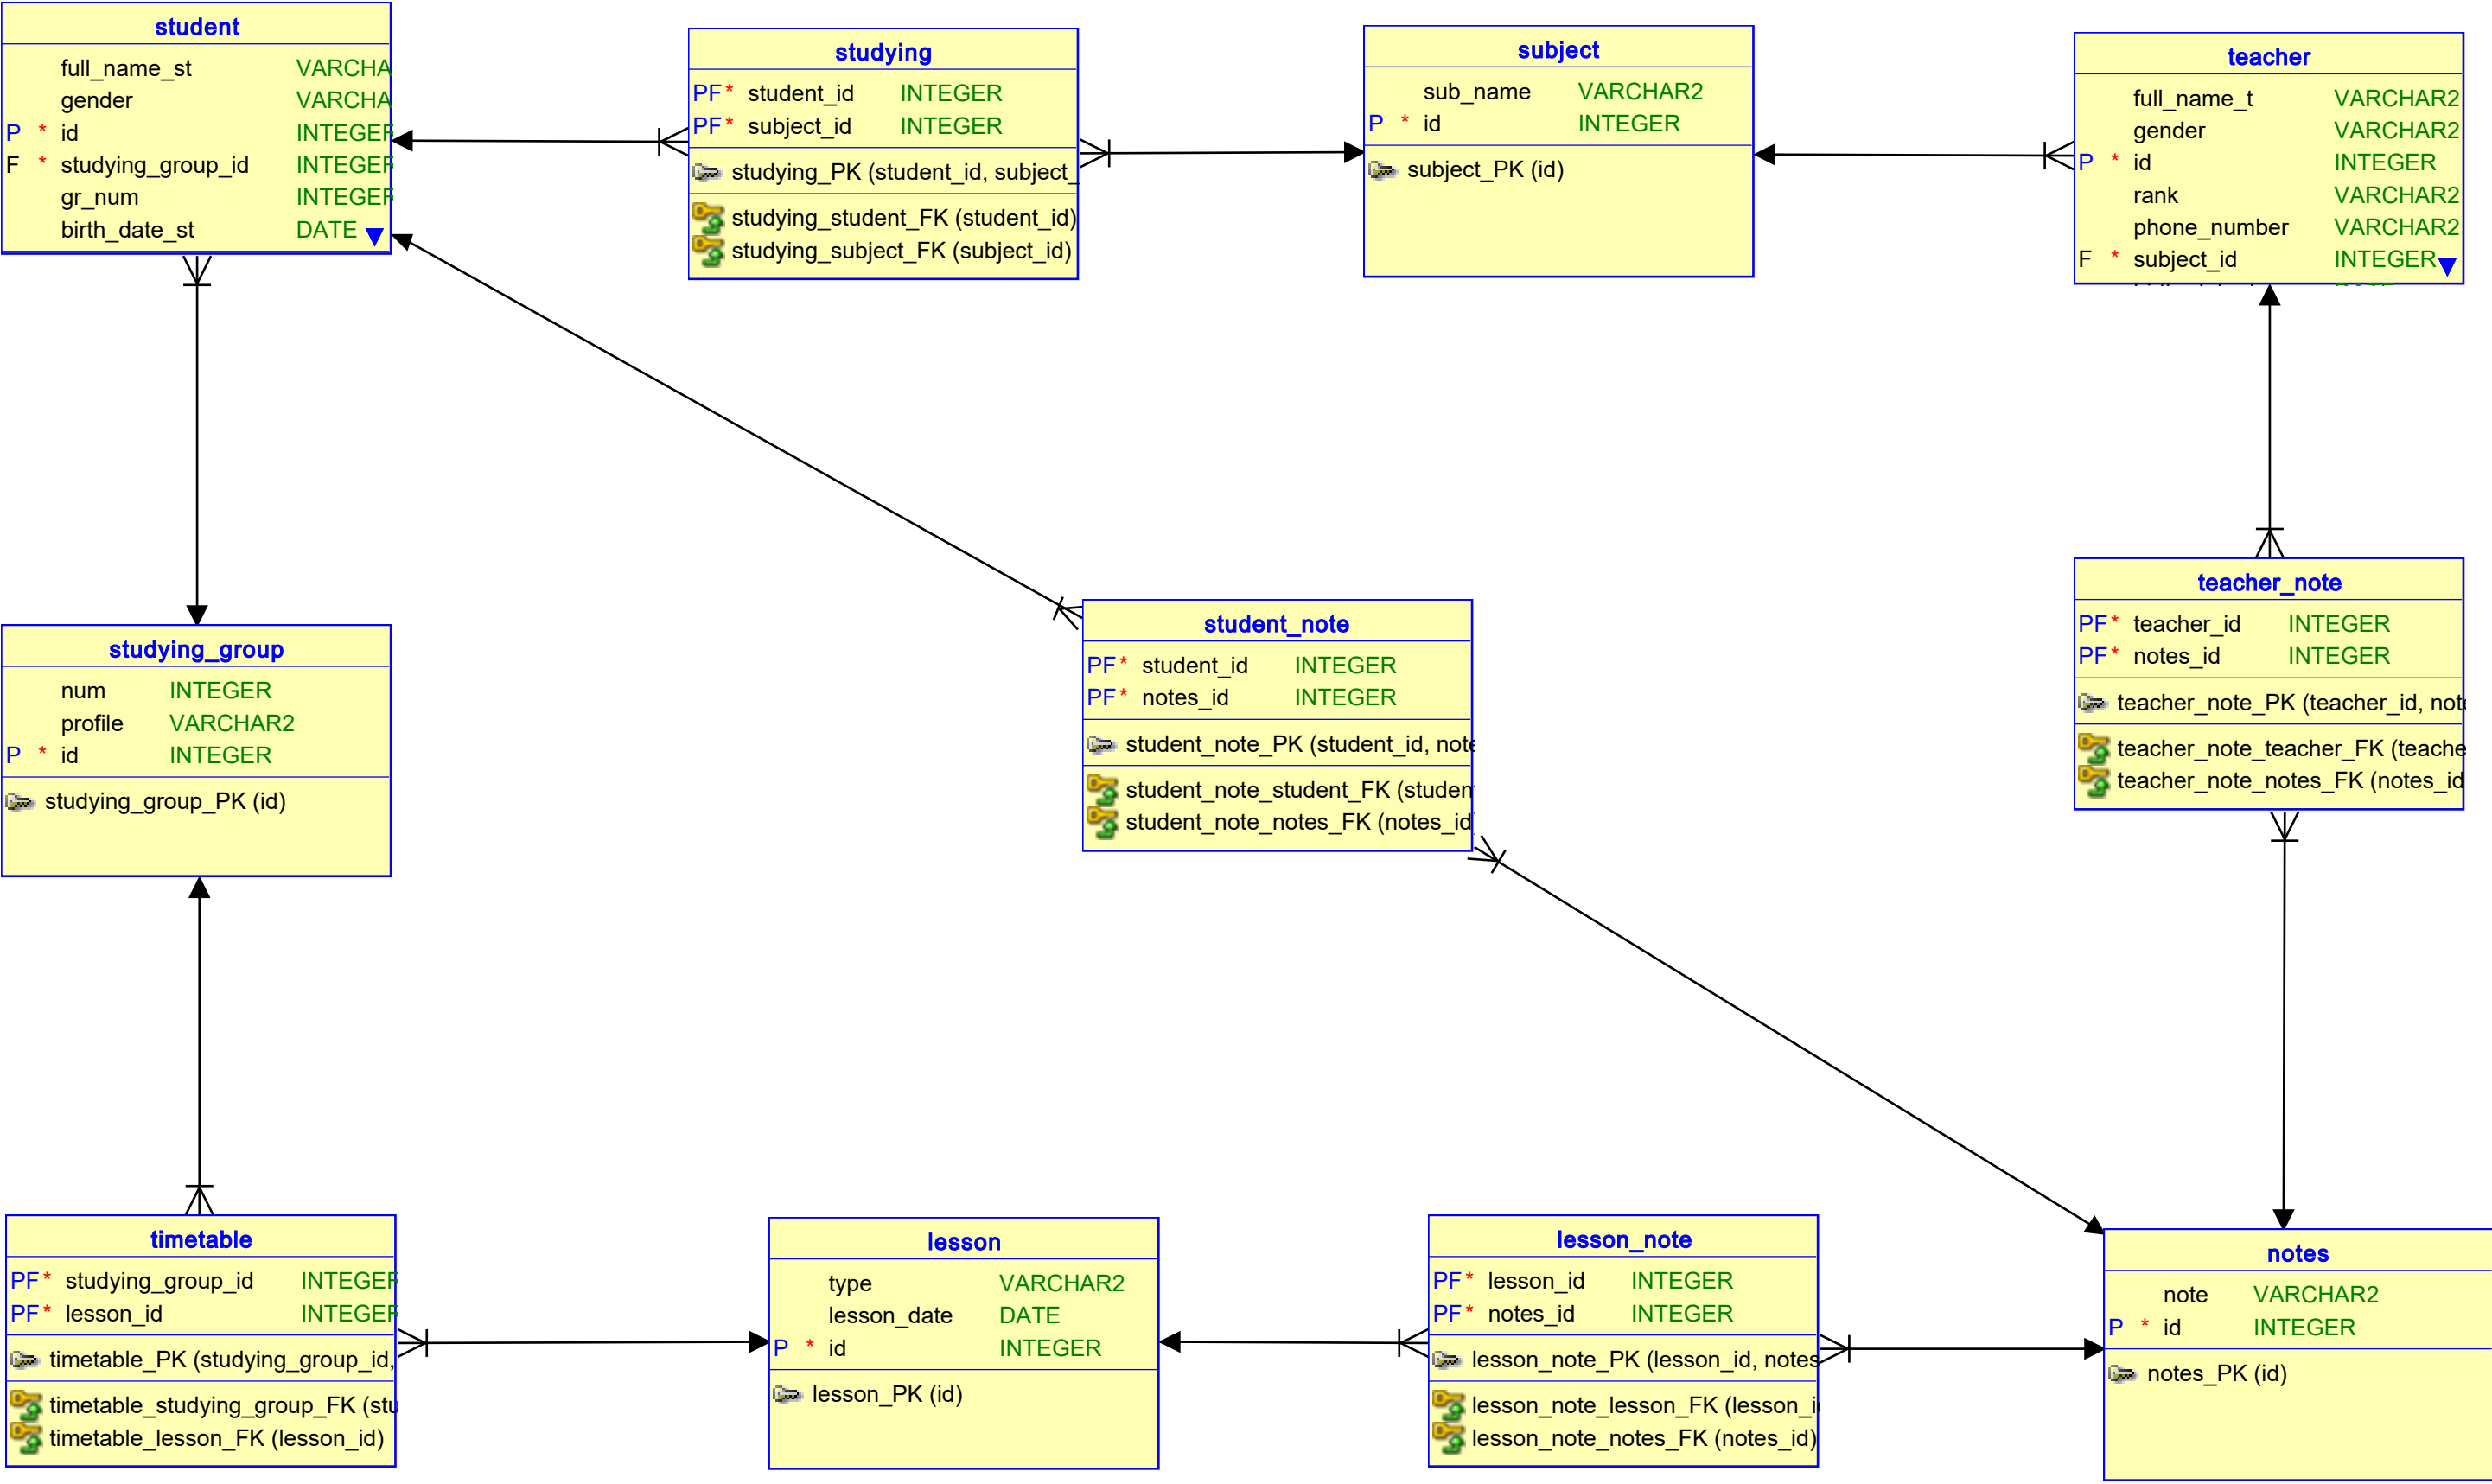 student
full_name_st VARCHA
gender VARCHA
P * id INTEGER
F * studying_group_id INTEGER
gr_num INTEGER
birth_date_st DATE
studying
PF* student_id INTEGER
PF* subject_id INTEGER
studying_PK (student_id, subject_
studying_student_FK (student_id)
studying_subject_FK (subject_id)
subject
sub_name VARCHAR2
P * id INTEGER
subject_PK (id)
teacher
full_name_t VARCHAR2
gender VARCHAR2
P * id INTEGER
rank VARCHAR2
phone_number VARCHAR2
F * subject_id INTEGER
studying_group
num INTEGER
profile VARCHAR2
P * id INTEGER
studying_group_PK (id)
student_note
PF* student_id INTEGER
PF* notes_id INTEGER
student_note_PK (student_id, note
student_note_student_FK (studen
student_note_notes_FK (notes_id
teacher_note
PF* teacher_id INTEGER
PF* notes_id INTEGER
teacher_note_PK (teacher_id, note
teacher_note_teacher_FK (teache
teacher_note_notes_FK (notes_id
timetable
PF* studying_group_id INTEGER
PF* lesson_id INTEGER
timetable_PK (studying_group_id,
timetable_studying_group_FK (stu
timetable_lesson_FK (lesson_id)
lesson
type VARCHAR2
lesson_date DATE
P * id INTEGER
lesson_PK (id)
lesson_note
PF* lesson_id INTEGER
PF* notes_id INTEGER
lesson_note_PK (lesson_id, notes
lesson_note_lesson_FK (lesson_i
lesson_note_notes_FK (notes_id)
notes
note VARCHAR2
P * id INTEGER
notes_PK (id)